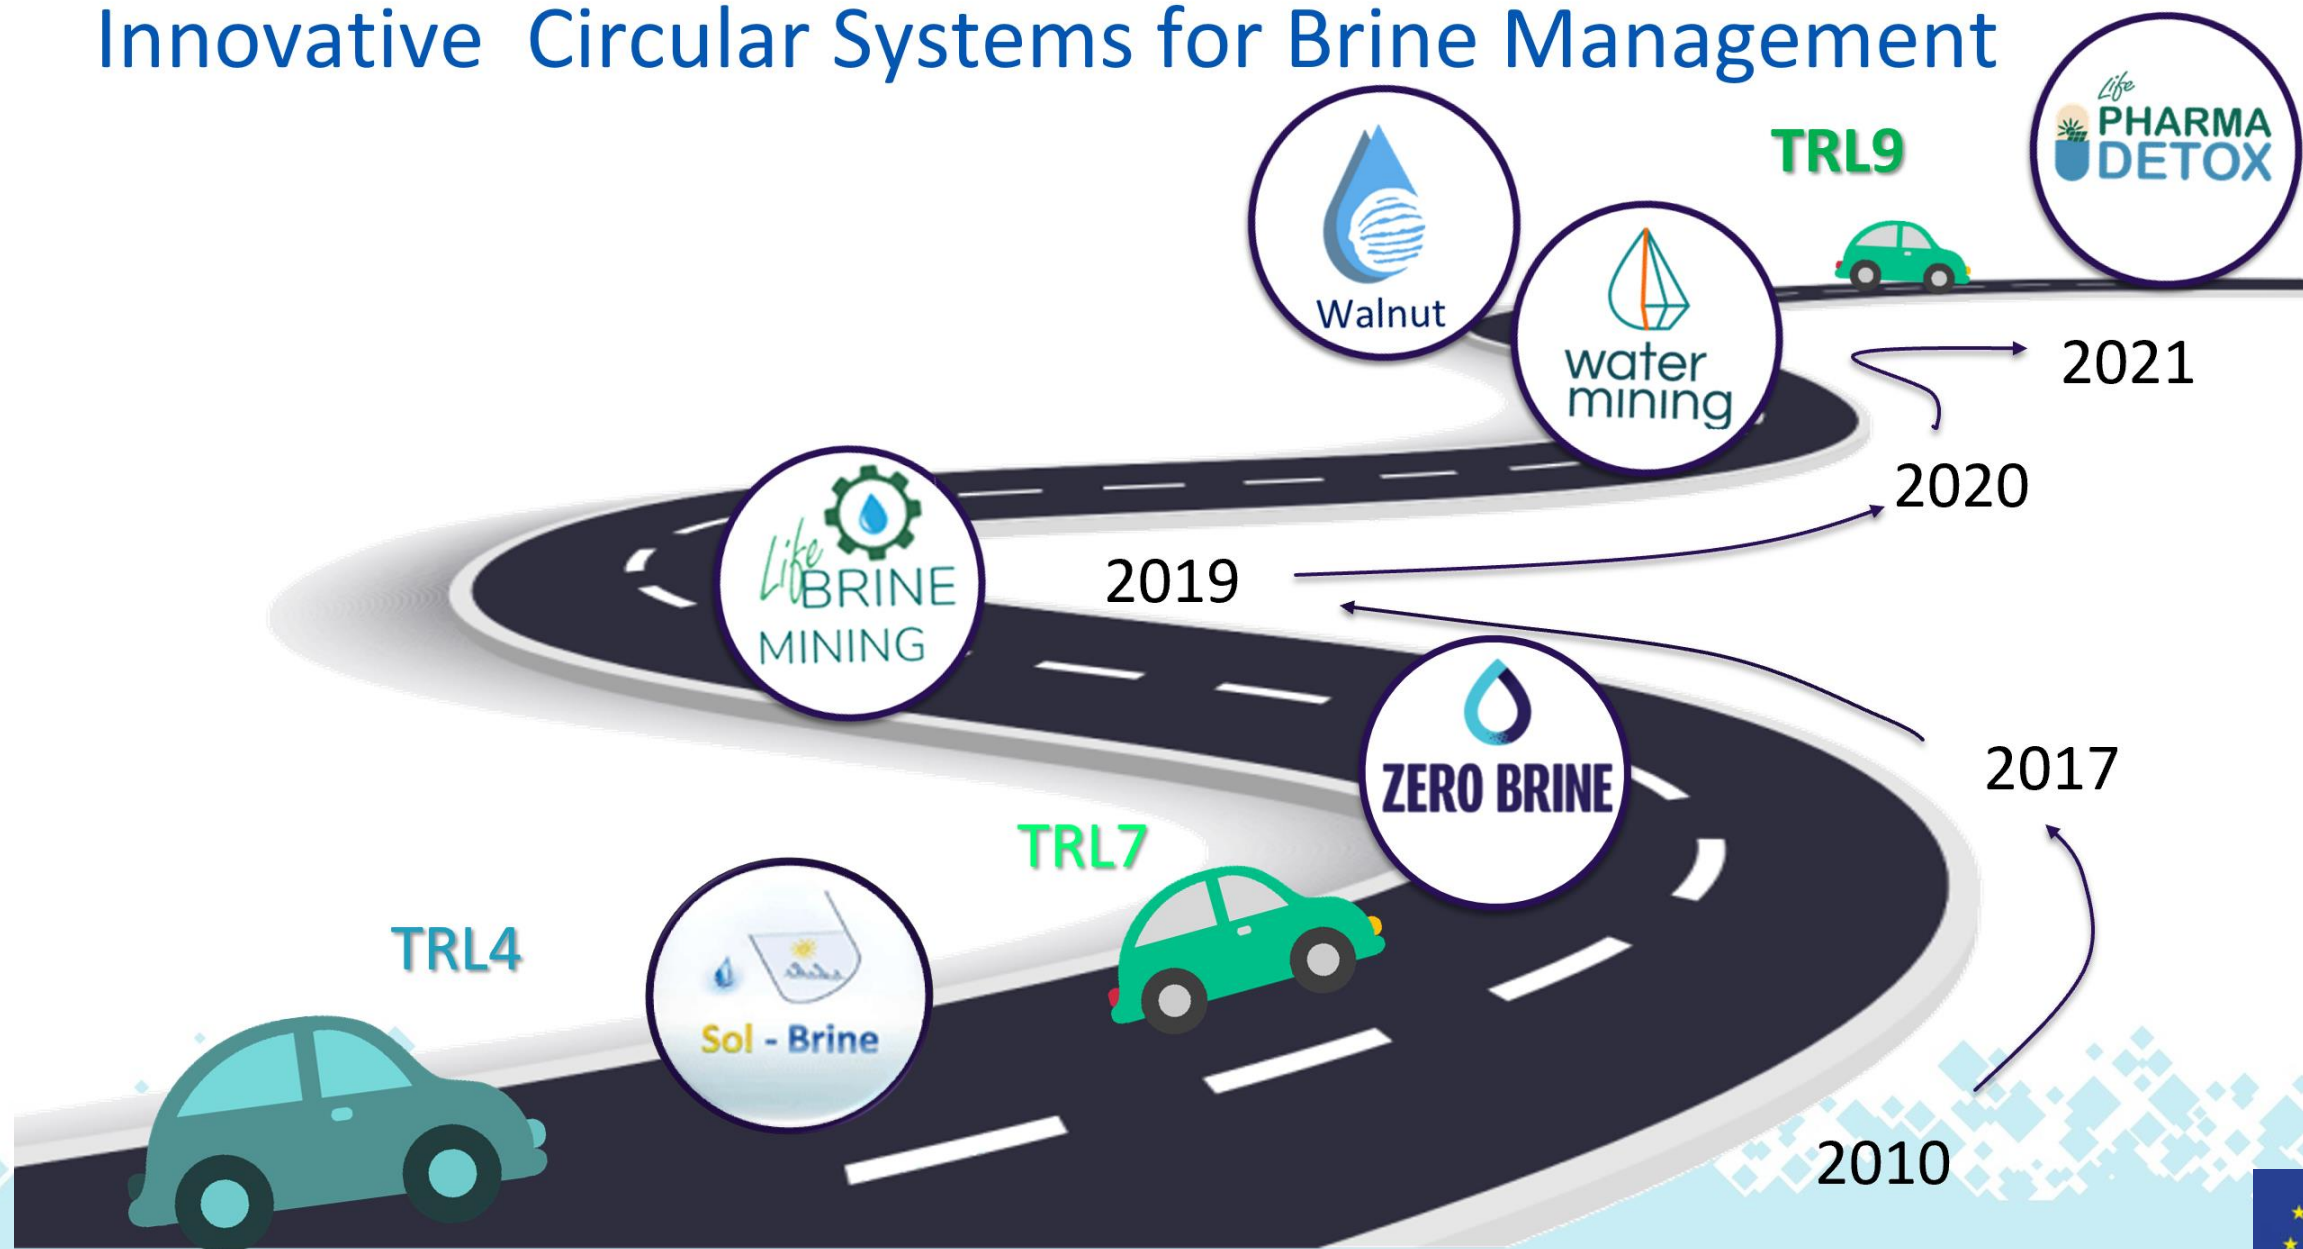 Innovative  Circular Systems for Brine Management
Life
PHARMA
DETOX
TRL9
Walnut
water
mining
2021
2020
Life
BRINE
MINING
2019
ZERO BRINE
2017
TRL7
TRL4
Sol - Brine
2010